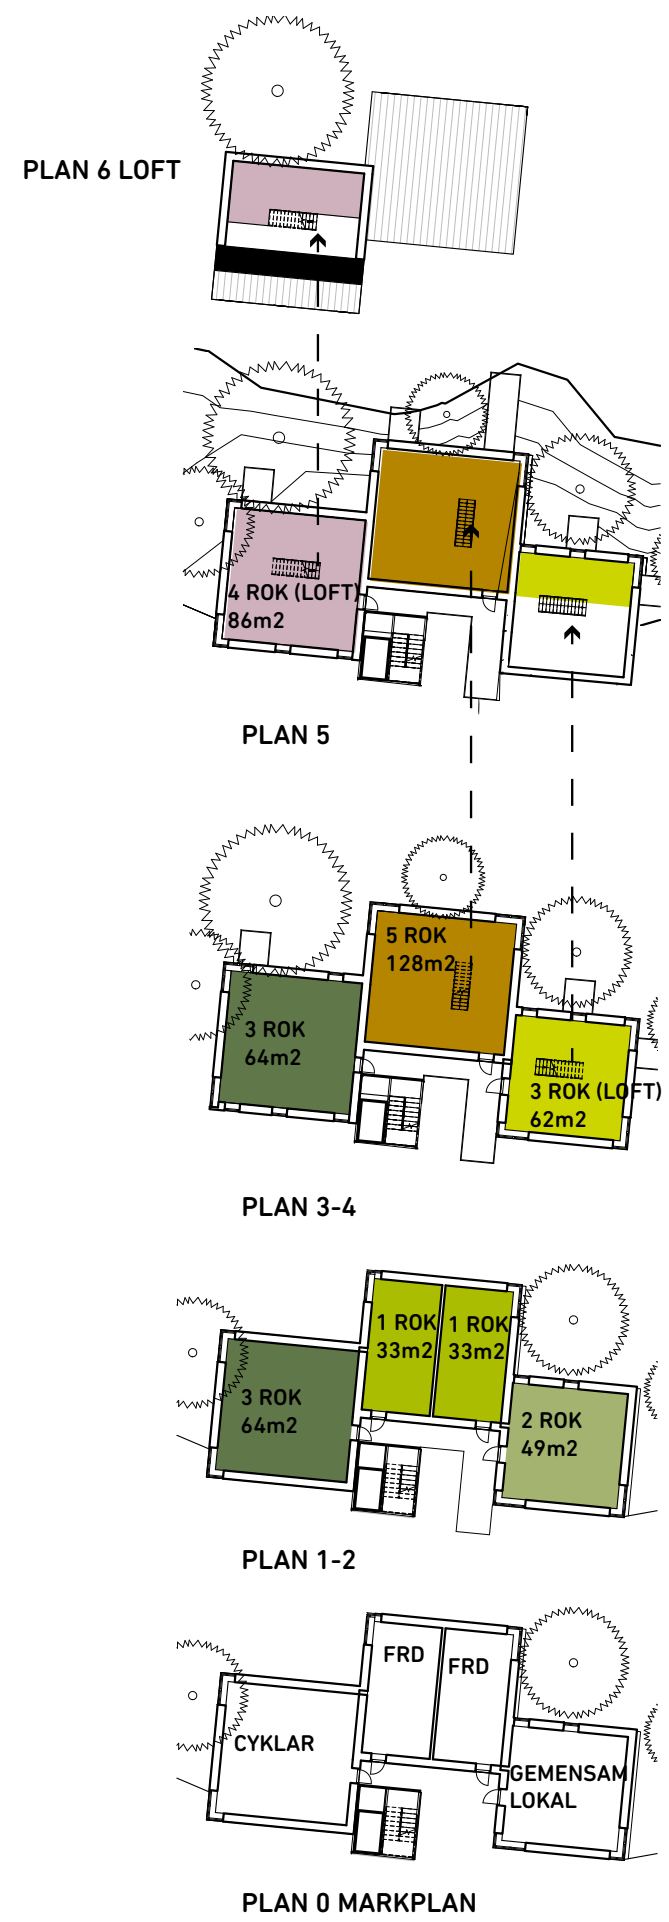 PLAN 6 LOFT
4 ROK (LOFT)
86m2
PLAN 5
5 ROK
128m2
3 ROK
64m2
3 ROK (LOFT)
62m2
PLAN 3-4
1 ROK
33m2
1 ROK
33m2
3 ROK
64m2
2 ROK
49m2
PLAN 1-2
FRD
FRD
CYKLAR
GEMENSAM
LOKAL
PLAN 0 MARKPLAN